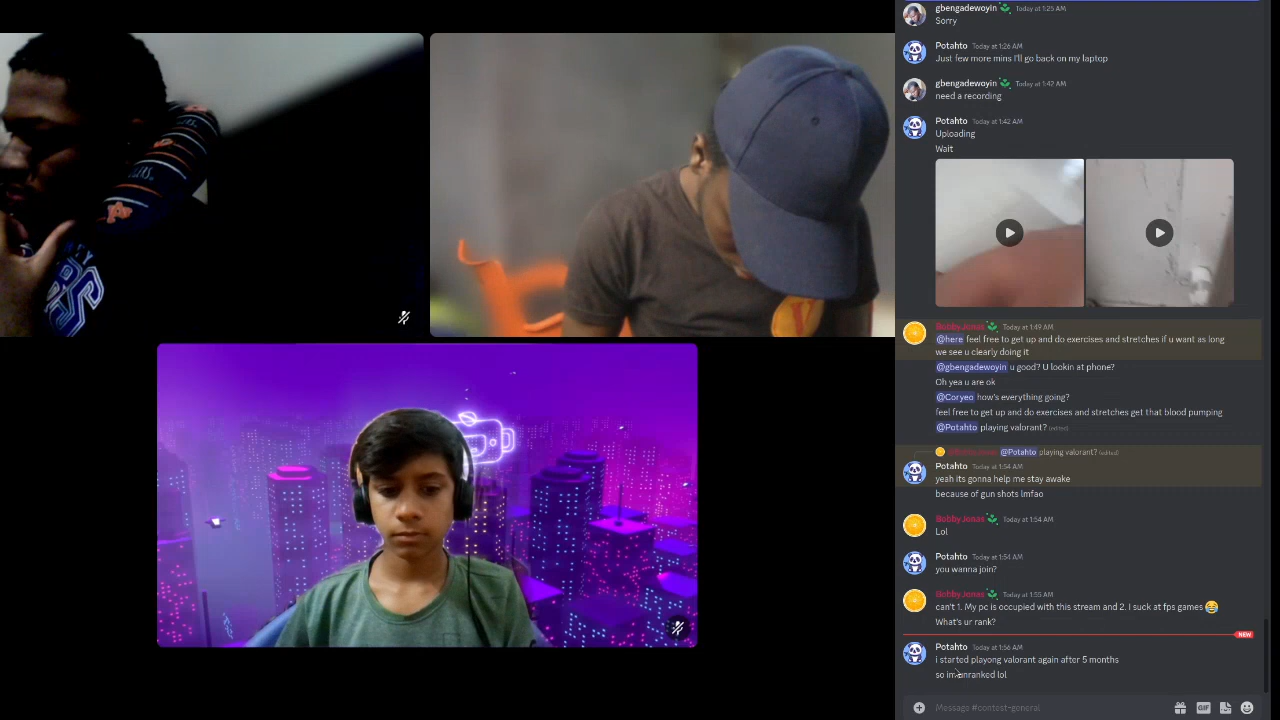 gbengadewoyin Today at 1:25 AM
Sorry
Potahto Today at 1:26 AM
Just few more mins I'll go back on my laptop
gbengadewoyin Today at 1:42 AM
need a recording
Potahto Today at 1:42 AM
Uploading
Wait
BobbyJonas Today at 1:49 AM
@here feel free to get up and do exercises and stretches if u want as long
we see u clearly doing it
@gbengadewoyin u good? U lookin at phone?
Oh yea u are ok
@Coryeo how's everything going?
feel free to get up and do exercises and stretches get that blood pumping
@Potahto playing valorant? (edited)
@Potahto playing valorant? (edited)
Potahto Today at 1:54 AM
yeah its gonna help me stay awake
because of gun shots lmfao
BobbyJonas Today at 1:54 AM
Lol
Potahto Today at 1:54 AM
you wanna join?
BobbyJonas Today at 1:55 AM
can't 1. My pc is occupied with this stream and 2. I suck at fps games 😂
What's ur rank?
NEW
Potahto Today at 1:56 AM
i started playong valorant again after 5 months
so im unranked lol
Message #contest-general
GIF